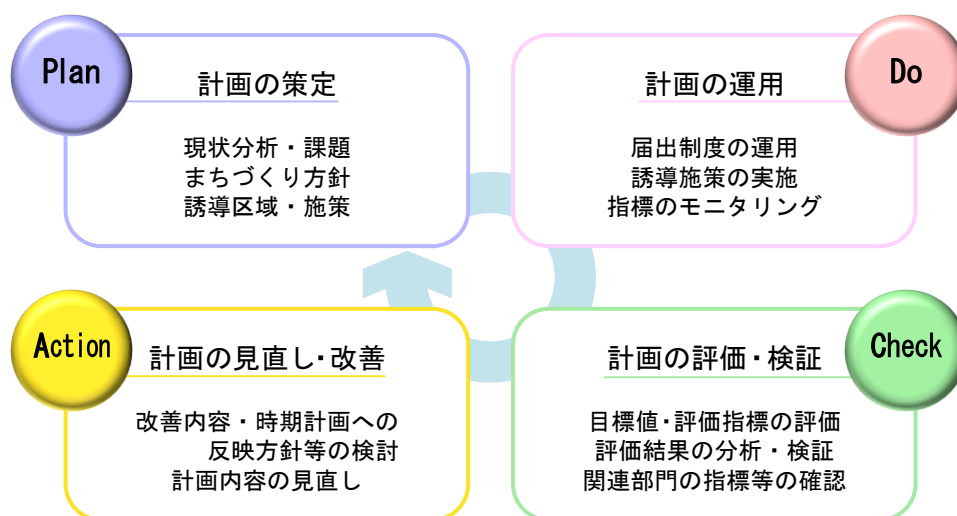 Plan
計画の策定
現状分析・課題
まちづくり方針
誘導区域・施策
Do
計画の運用
届出制度の運用
誘導施策の実施
指標のモニタリング
Action
計画の見直し・改善
改善内容・時期計画への
反映方針等の検討
計画内容の見直し
Check
計画の評価・検証
目標値・評価指標の評価
評価結果の分析・検証
関連部門の指標等の確認